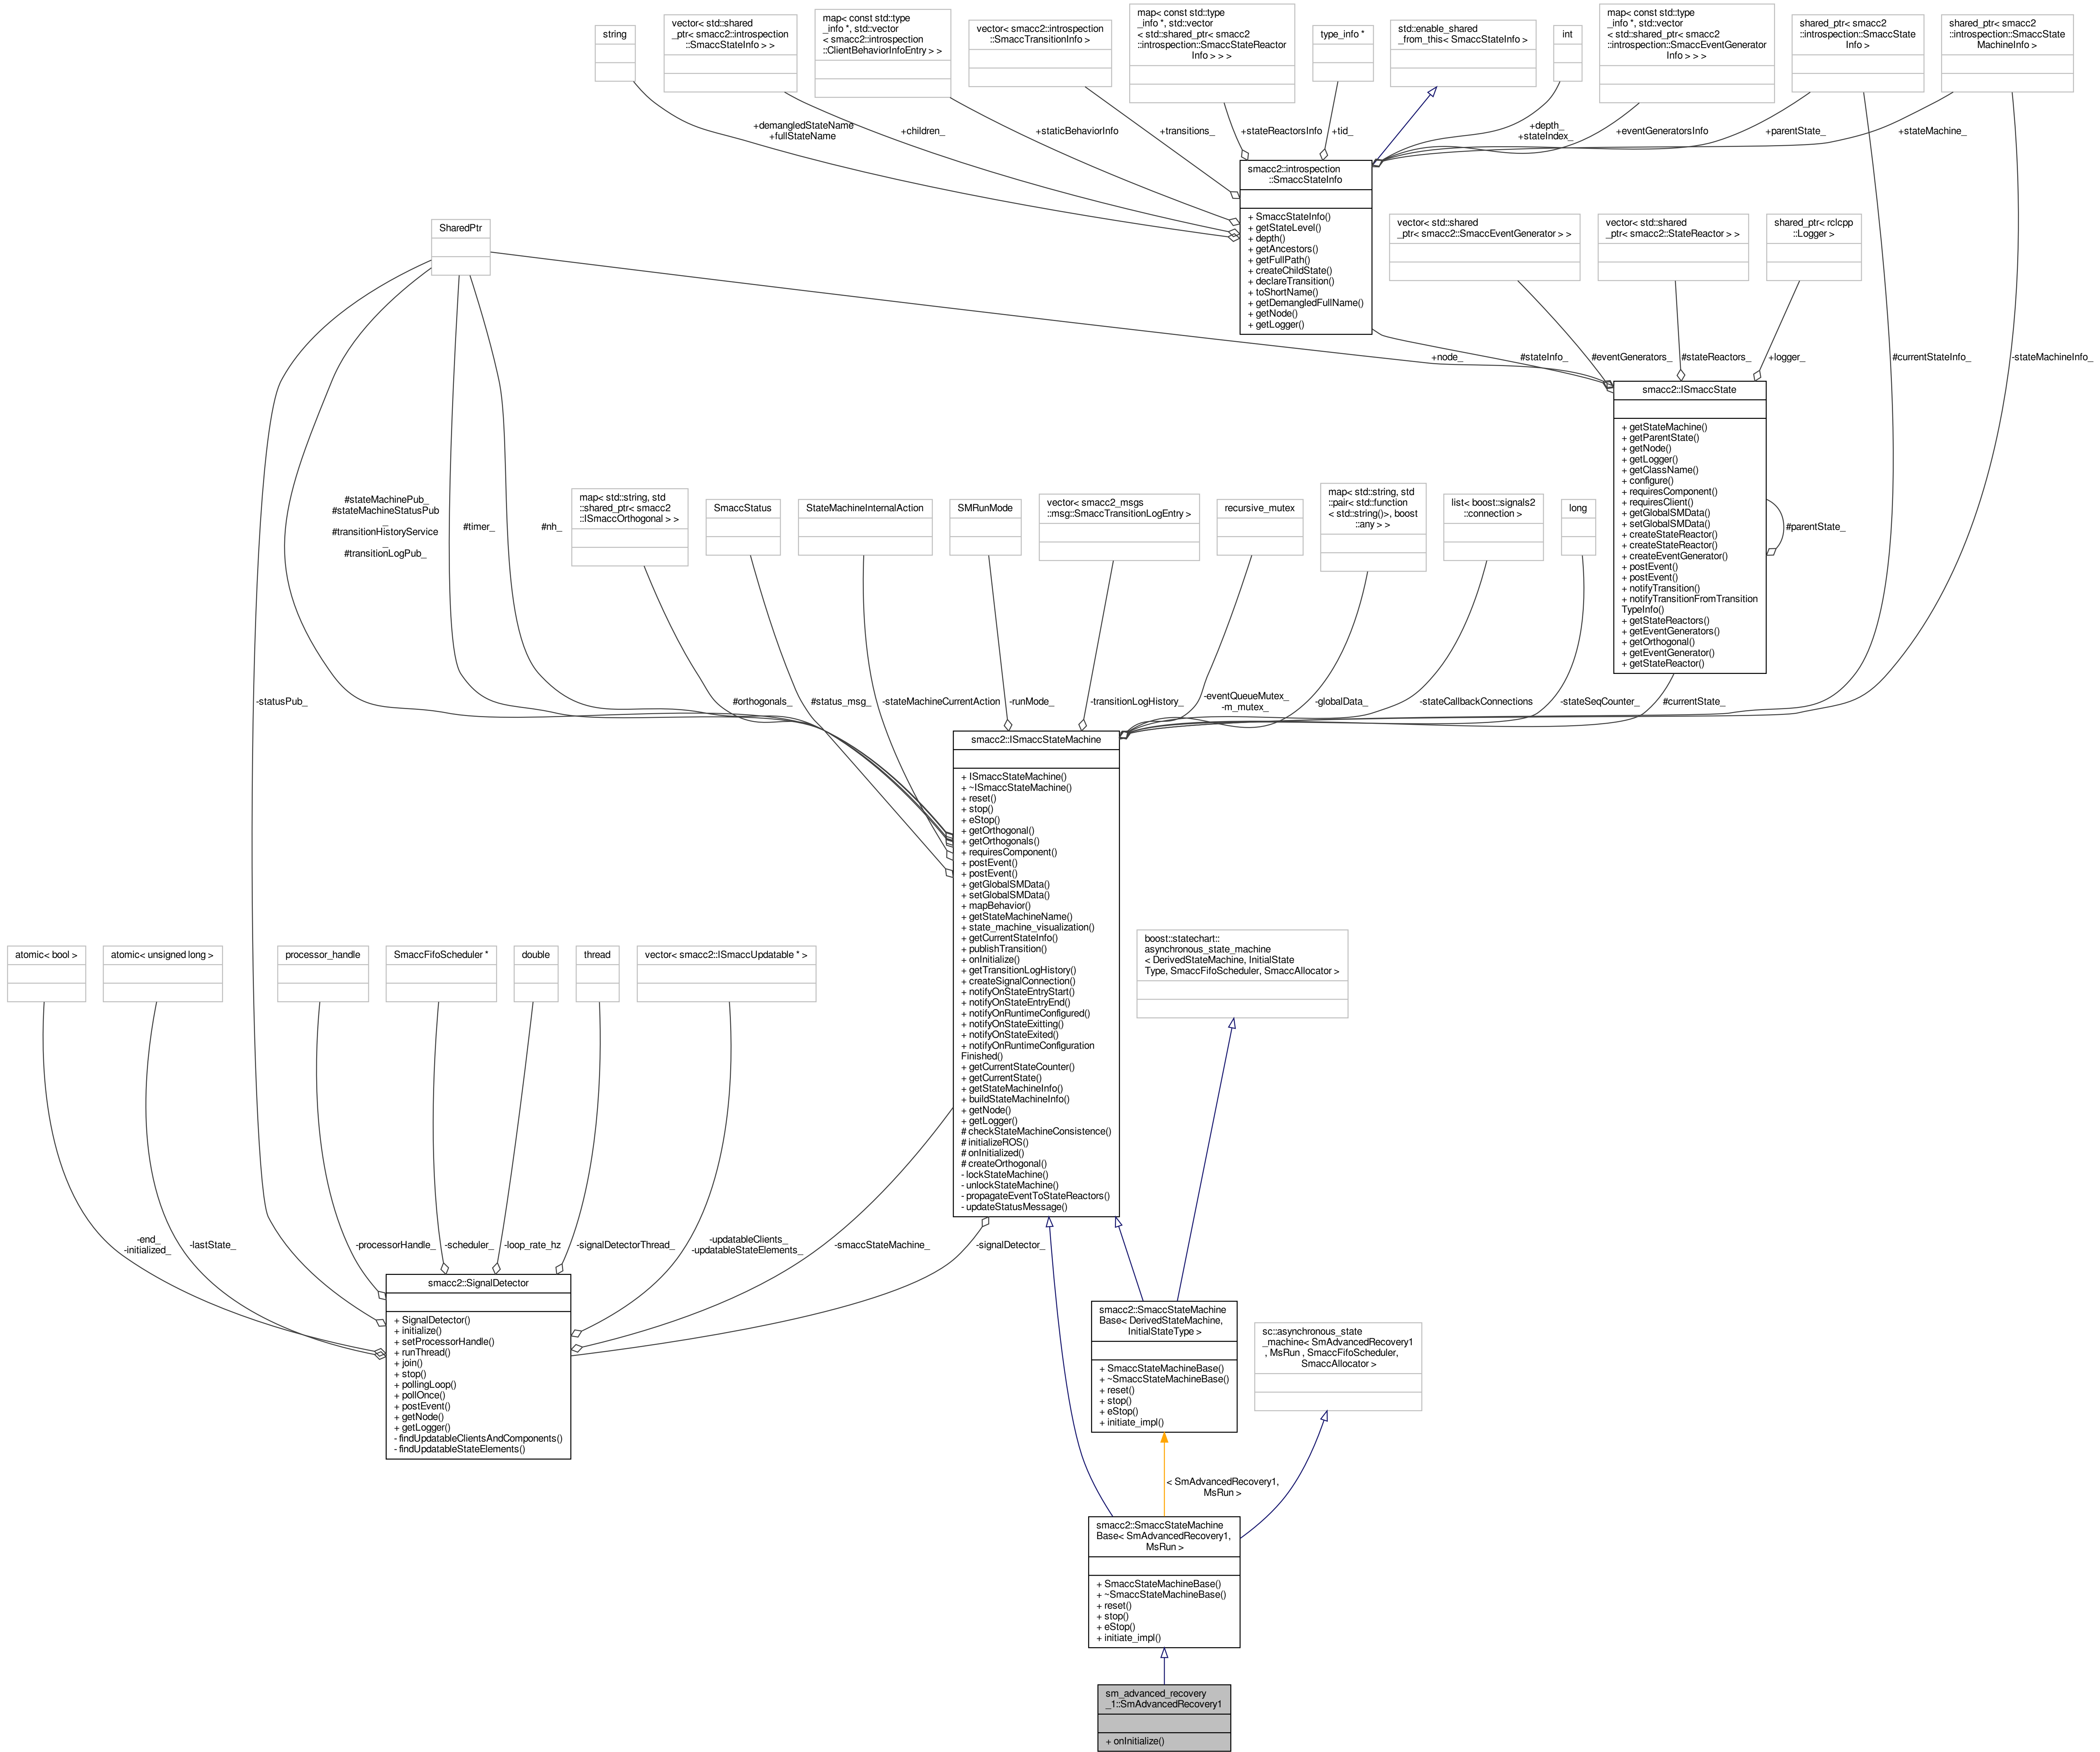 string
vector< std::shared
_ptr< smacc2::introspection
::SmaccStateInfo > >
map< const std::type
_info *, std::vector
< smacc2::introspection
::ClientBehaviorInfoEntry > >
vector< smacc2::introspection
::SmaccTransitionInfo >
map< const std::type
_info *, std::vector
< std::shared_ptr< smacc2
::introspection::SmaccStateReactor
Info > > >
type_info *
std::enable_shared
_from_this< SmaccStateInfo >
int
map< const std::type
_info *, std::vector
< std::shared_ptr< smacc2
::introspection::SmaccEventGenerator
Info > > >
shared_ptr< smacc2
::introspection::SmaccState
Info >
shared_ptr< smacc2
::introspection::SmaccState
MachineInfo >
+demangledStateName
+fullStateName
+children_
+staticBehaviorInfo
+transitions_
+stateReactorsInfo
+tid_
+depth_
+stateIndex_
+eventGeneratorsInfo
+parentState_
+stateMachine_
smacc2::introspection
::SmaccStateInfo
+ SmaccStateInfo()
+ getStateLevel()
+ depth()
+ getAncestors()
+ getFullPath()
+ createChildState()
+ declareTransition()
+ toShortName()
+ getDemangledFullName()
+ getNode()
+ getLogger()
SharedPtr
vector< std::shared
_ptr< smacc2::SmaccEventGenerator > >
vector< std::shared
_ptr< smacc2::StateReactor > >
shared_ptr< rclcpp
::Logger >
+node_
#stateInfo_
#eventGenerators_
#stateReactors_
+logger_
#currentStateInfo_
-stateMachineInfo_
smacc2::ISmaccState
+ getStateMachine()
+ getParentState()
+ getNode()
+ getLogger()
+ getClassName()
+ configure()
+ requiresComponent()
+ requiresClient()
+ getGlobalSMData()
+ setGlobalSMData()
+ createStateReactor()
+ createStateReactor()
+ createEventGenerator()
+ postEvent()
+ postEvent()
+ notifyTransition()
+ notifyTransitionFromTransition
TypeInfo()
+ getStateReactors()
+ getEventGenerators()
+ getOrthogonal()
+ getEventGenerator()
+ getStateReactor()
#parentState_
#stateMachinePub_
#stateMachineStatusPub
_
#transitionHistoryService
_
#transitionLogPub_
#timer_
#nh_
map< std::string, std
::shared_ptr< smacc2
::ISmaccOrthogonal > >
SmaccStatus
StateMachineInternalAction
SMRunMode
vector< smacc2_msgs
::msg::SmaccTransitionLogEntry >
recursive_mutex
map< std::string, std
::pair< std::function
< std::string()>, boost
::any > >
list< boost::signals2
::connection >
long
-statusPub_
#orthogonals_
#status_msg_
-stateMachineCurrentAction
-runMode_
-transitionLogHistory_
-eventQueueMutex_
-m_mutex_
-globalData_
-stateCallbackConnections
-stateSeqCounter_
#currentState_
smacc2::ISmaccStateMachine
+ ISmaccStateMachine()
+ ~ISmaccStateMachine()
+ reset()
+ stop()
+ eStop()
+ getOrthogonal()
+ getOrthogonals()
+ requiresComponent()
+ postEvent()
+ postEvent()
+ getGlobalSMData()
+ setGlobalSMData()
+ mapBehavior()
+ getStateMachineName()
+ state_machine_visualization()
+ getCurrentStateInfo()
+ publishTransition()
+ onInitialize()
+ getTransitionLogHistory()
+ createSignalConnection()
+ notifyOnStateEntryStart()
+ notifyOnStateEntryEnd()
+ notifyOnRuntimeConfigured()
+ notifyOnStateExitting()
+ notifyOnStateExited()
+ notifyOnRuntimeConfiguration
Finished()
+ getCurrentStateCounter()
+ getCurrentState()
+ getStateMachineInfo()
+ buildStateMachineInfo()
+ getNode()
+ getLogger()
# checkStateMachineConsistence()
# initializeROS()
# onInitialized()
# createOrthogonal()
- lockStateMachine()
- unlockStateMachine()
- propagateEventToStateReactors()
- updateStatusMessage()
atomic< bool >
atomic< unsigned long >
processor_handle
SmaccFifoScheduler *
double
thread
vector< smacc2::ISmaccUpdatable * >
boost::statechart::
asynchronous_state_machine
< DerivedStateMachine, InitialState
Type, SmaccFifoScheduler, SmaccAllocator >
-end_
-initialized_
-lastState_
-processorHandle_
-scheduler_
-loop_rate_hz
-signalDetectorThread_
-updatableClients_
-updatableStateElements_
-smaccStateMachine_
-signalDetector_
smacc2::SignalDetector
+ SignalDetector()
+ initialize()
+ setProcessorHandle()
+ runThread()
+ join()
+ stop()
+ pollingLoop()
+ pollOnce()
+ postEvent()
+ getNode()
+ getLogger()
- findUpdatableClientsAndComponents()
- findUpdatableStateElements()
smacc2::SmaccStateMachine
Base< DerivedStateMachine,
InitialStateType >
+ SmaccStateMachineBase()
+ ~SmaccStateMachineBase()
+ reset()
+ stop()
+ eStop()
+ initiate_impl()
sc::asynchronous_state
_machine< SmAdvancedRecovery1
, MsRun , SmaccFifoScheduler,
SmaccAllocator >
< SmAdvancedRecovery1,
MsRun >
smacc2::SmaccStateMachine
Base< SmAdvancedRecovery1,
MsRun >
+ SmaccStateMachineBase()
+ ~SmaccStateMachineBase()
+ reset()
+ stop()
+ eStop()
+ initiate_impl()
sm_advanced_recovery
_1::SmAdvancedRecovery1
+ onInitialize()